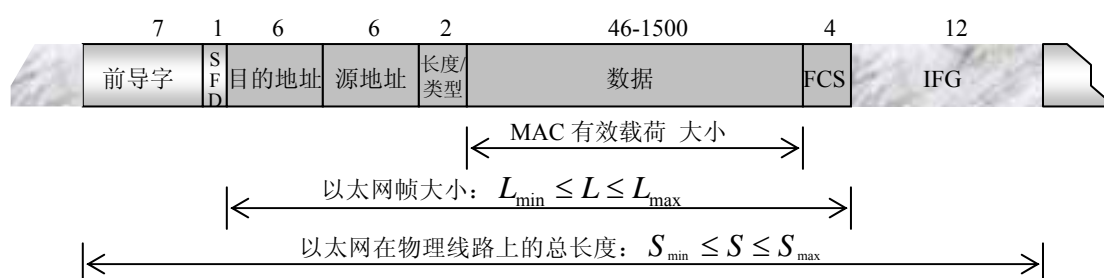 7 1 6 6 2 46-1500 4 12
前导字 SFD 目的地址 源地址 长度/类型 数据 FCS IFG
MAC 有效载荷 大小
以太网帧大小：L_min ≤ L ≤ L_max
以太网在物理线路上的总长度：S_min ≤ S ≤ S_max